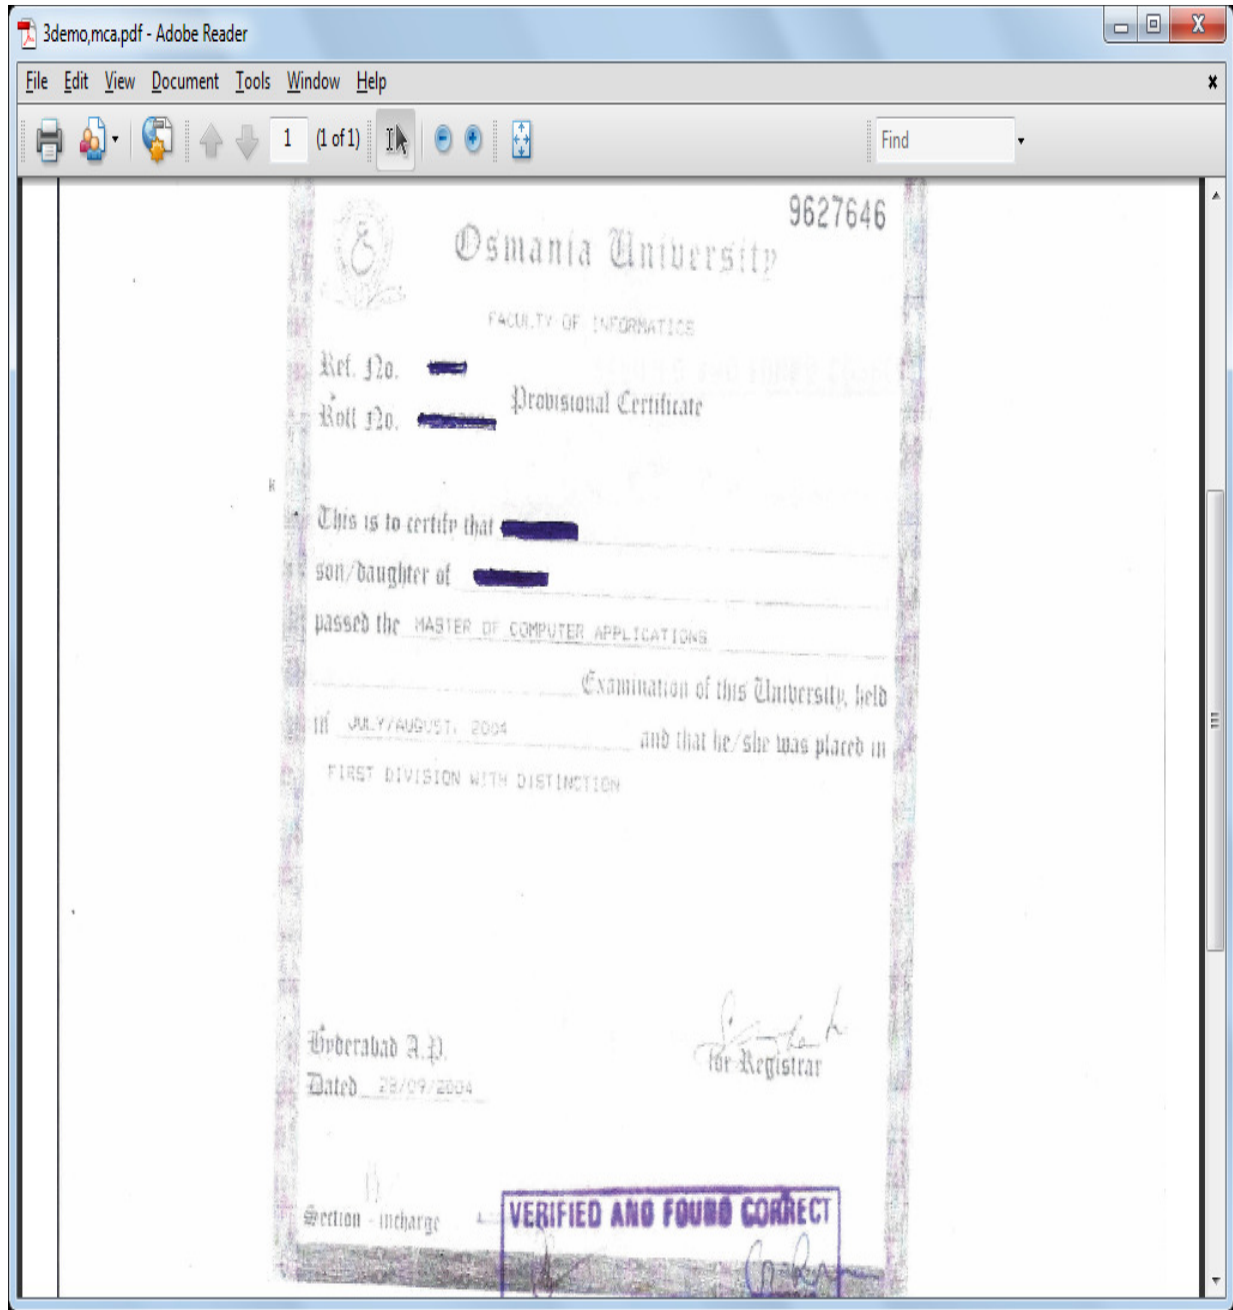 3demo,mca.pdf - Adobe Reader
File Edit View Document Tools Window Help
1 (1 of 1) Find
9627646
Osmania University
FACULTY OF INFORMATICS
Ref. No.
Provisional Certificate
Roll No.
This is to certify that
son/daughter of
passed the MASTER OF COMPUTER APPLICATIONS
Examination of this University, held
in JULY/AUGUST, 2004 and that he/she was placed in
FIRST DIVISION WITH DISTINCTION
Hyderabad A.P.
for Registrar
Dated 28/09/2004
Section - incharge
VERIFIED AND FOUND CORRECT